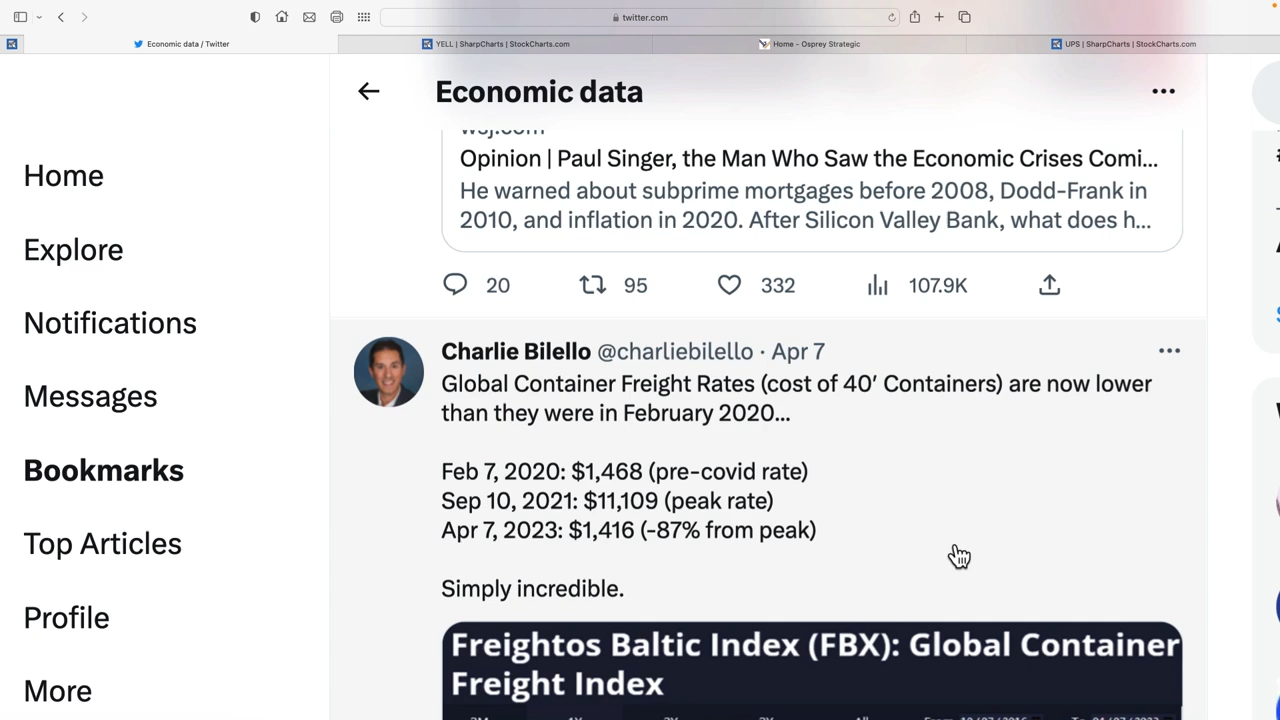 twitter.com
Economic data / Twitter
YELL | SharpCharts | StockCharts.com
Home - Osprey Strategic
UPS | SharpCharts | StockCharts.com
Economic data
wsj.com
Opinion | Paul Singer, the Man Who Saw the Economic Crises Comi...
He warned about subprime mortgages before 2008, Dodd-Frank in
2010, and inflation in 2020. After Silicon Valley Bank, what does h...
20 95 332 107.9K
Home
Explore
Notifications
Messages
Bookmarks
Top Articles
Profile
More
Charlie Bilello @charliebilello · Apr 7
Global Container Freight Rates (cost of 40′ Containers) are now lower
than they were in February 2020...
Feb 7, 2020: $1,468 (pre-covid rate)
Sep 10, 2021: $11,109 (peak rate)
Apr 7, 2023: $1,416 (-87% from peak)
Simply incredible.
Freightos Baltic Index (FBX): Global Container
Freight Index